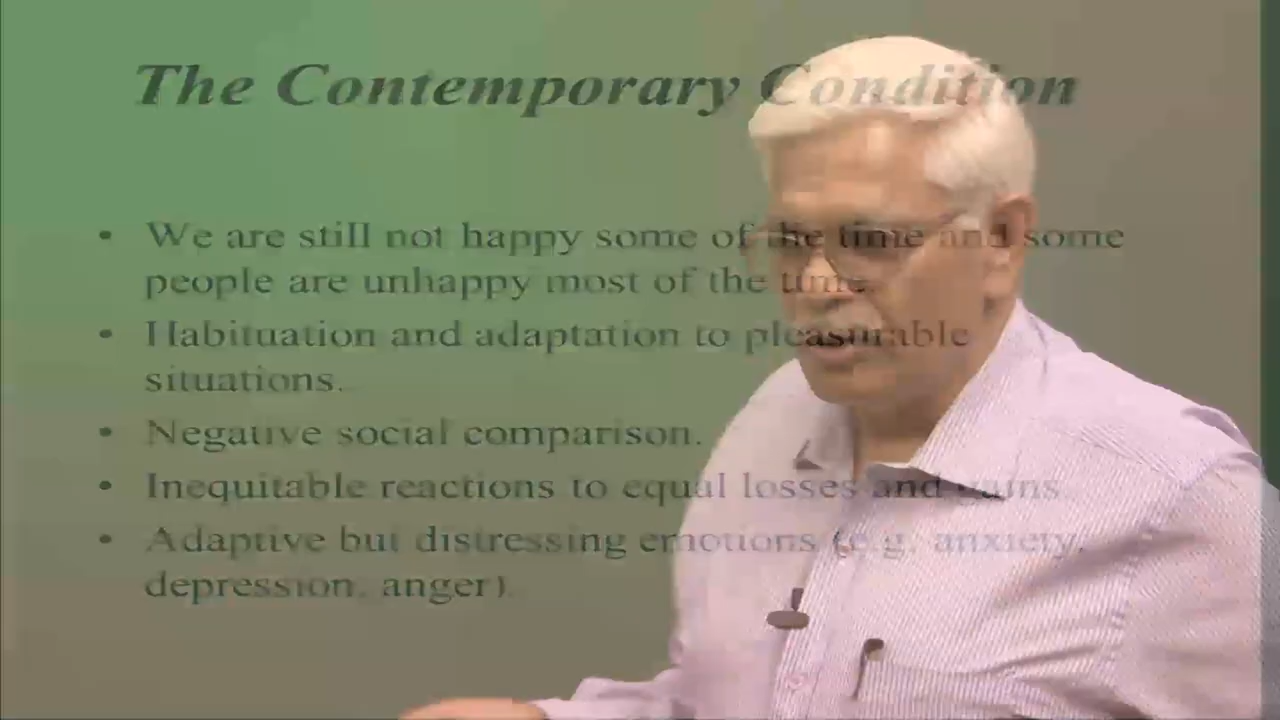 The Contemporary Condition
• We are still not happy some of the time and some
people are unhappy most of the time.
• Habituation and adaptation to pleasurable
situations.
• Negative social comparison.
• Inequitable reactions to equal losses and gains.
• Adaptive but distressing emotions (e.g. anxiety,
depression, anger).